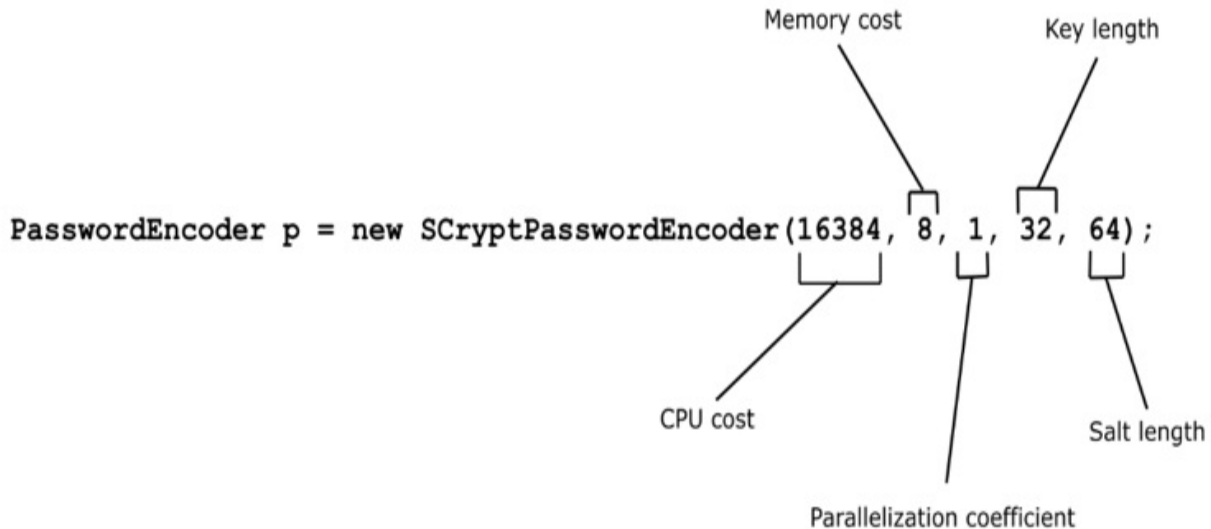 Memory cost
Key length
PasswordEncoder p = new SCryptPasswordEncoder(16384, 8, 1, 32, 64);
CPU cost
Salt length
Parallelization coefficient